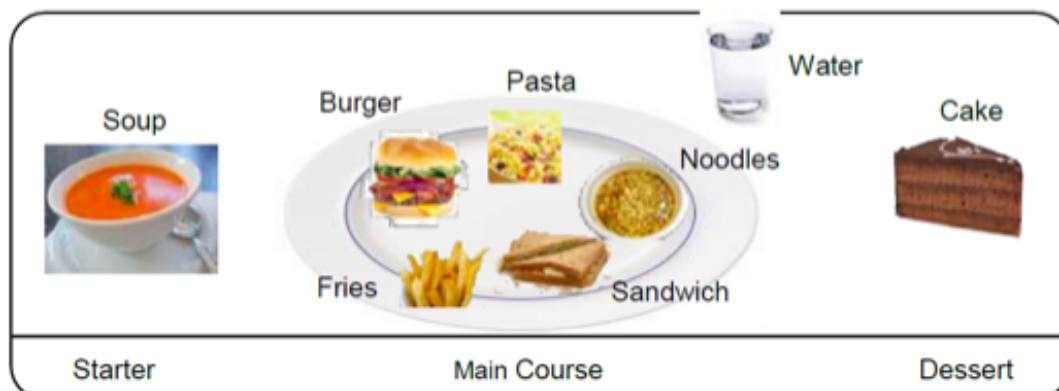 Soup
Burger
Pasta
Water
Cake
Noodles
Fries
Sandwich
Starter
Main Course
Dessert